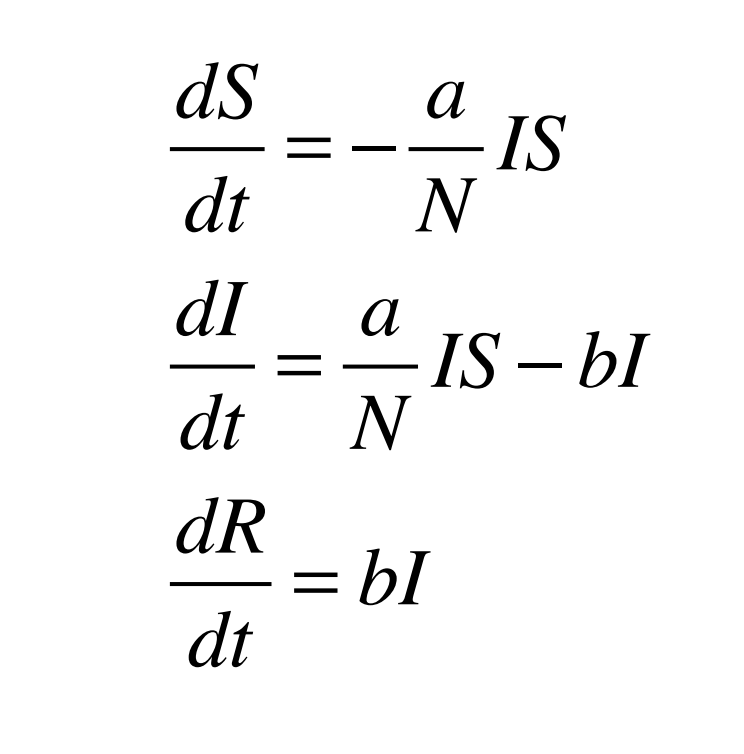 dS/dt = −a/N IS
dI/dt = a/N IS − bI
dR/dt = bI